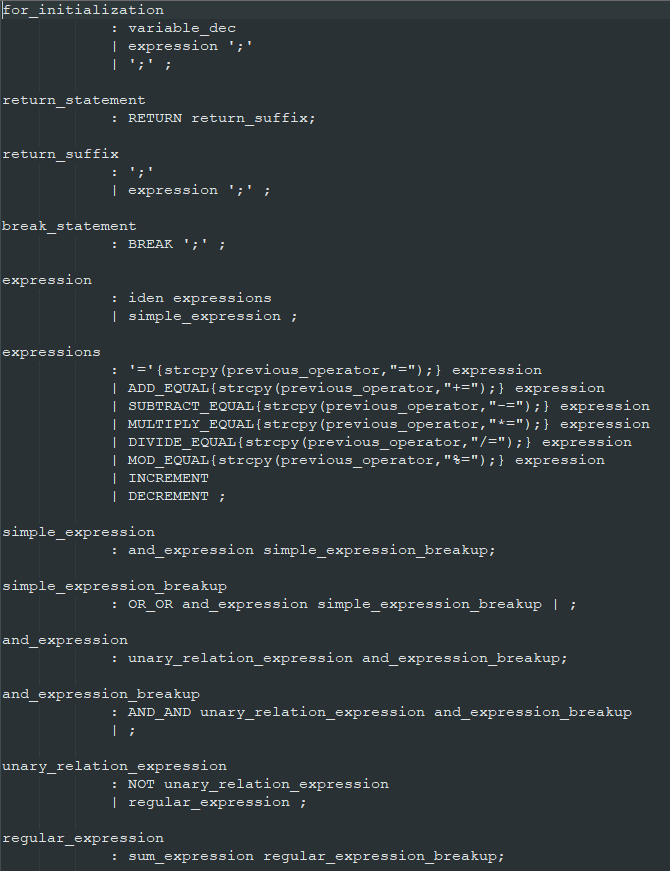 for_initialization
: variable_dec
| expression ';'
| ';' ;
return_statement
: RETURN return_suffix;
return_suffix
: ';'
| expression ';' ;
break_statement
: BREAK ';' ;
expression
: iden expressions
| simple_expression ;
expressions
: '='{strcpy(previous_operator,"=");} expression
| ADD_EQUAL{strcpy(previous_operator,"+=");} expression
| SUBTRACT_EQUAL{strcpy(previous_operator,"-=");} expression
| MULTIPLY_EQUAL{strcpy(previous_operator,"*=");} expression
| DIVIDE_EQUAL{strcpy(previous_operator,"/=");} expression
| MOD_EQUAL{strcpy(previous_operator,"%=");} expression
| INCREMENT
| DECREMENT ;
simple_expression
: and_expression simple_expression_breakup;
simple_expression_breakup
: OR_OR and_expression simple_expression_breakup | ;
and_expression
: unary_relation_expression and_expression_breakup;
and_expression_breakup
: AND_AND unary_relation_expression and_expression_breakup
| ;
unary_relation_expression
: NOT unary_relation_expression
| regular_expression ;
regular_expression
: sum_expression regular_expression_breakup;